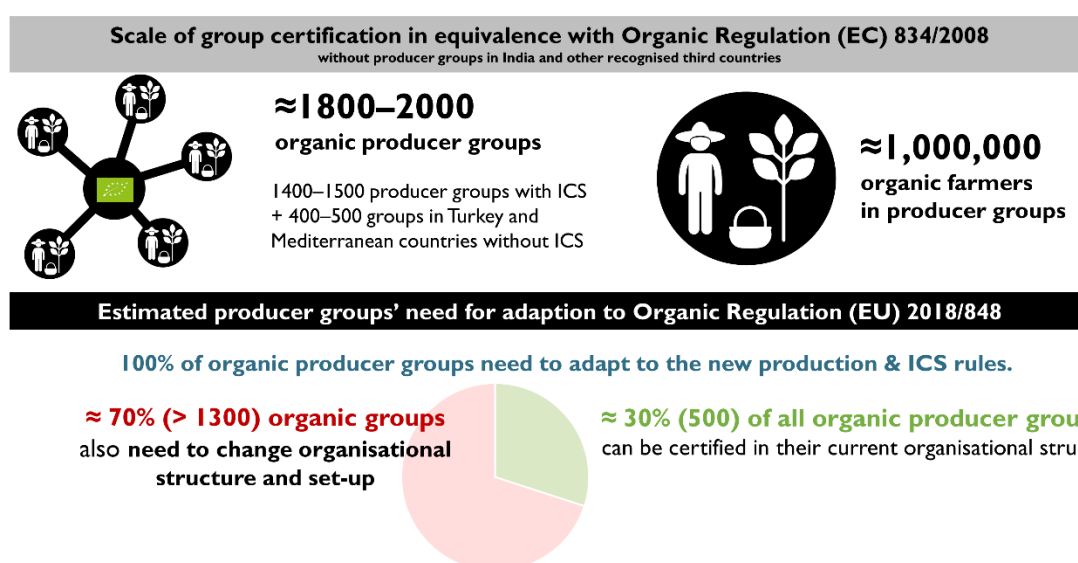 Scale of group certification in equivalence with Organic Regulation (EC) 834/2008
without producer groups in India and other recognised third countries
≈1800–2000
organic producer groups
1400–1500 producer groups with ICS
+ 400–500 groups in Turkey and
Mediterranean countries without ICS
≈1,000,000
organic farmers
in producer groups
Estimated producer groups’ need for adaption to Organic Regulation (EU) 2018/848
100% of organic producer groups need to adapt to the new production & ICS rules.
≈ 70% (> 1300) organic groups
also need to change organisational
structure and set-up
≈ 30% (500) of all organic producer grou
can be certified in their current organisational stru